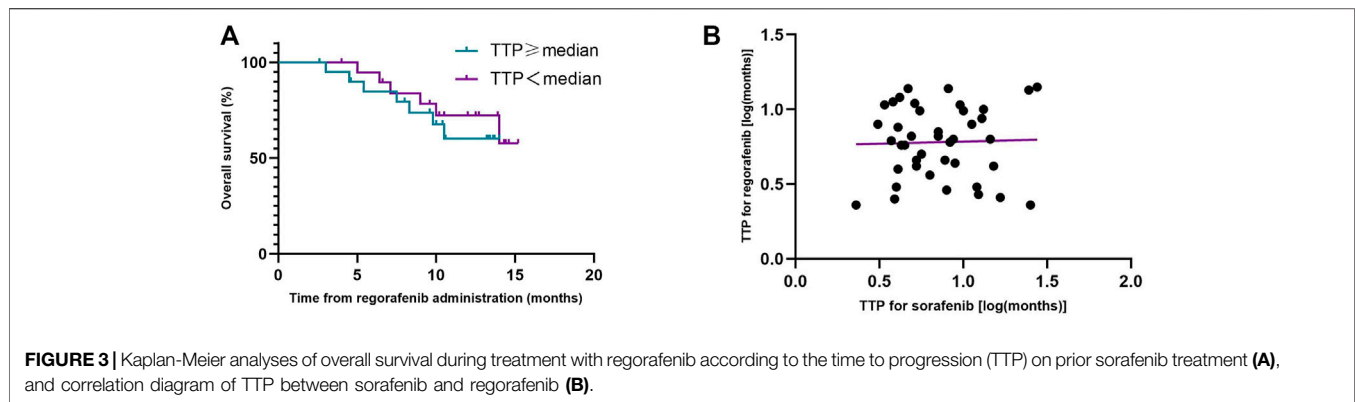 A
TTP≥median
TTP<median
100
50
0
Overall survival (%)
0 5 10 15 20
Time from regorafenib administration (months)
B
1.5
1.0
0.5
0.0
TTP for regorafenib [log(months)]
0.0 0.5 1.0 1.5 2.0
TTP for sorafenib [log(months)]
FIGURE 3 | Kaplan-Meier analyses of overall survival during treatment with regorafenib according to the time to progression (TTP) on prior sorafenib treatment (A),
and correlation diagram of TTP between sorafenib and regorafenib (B).